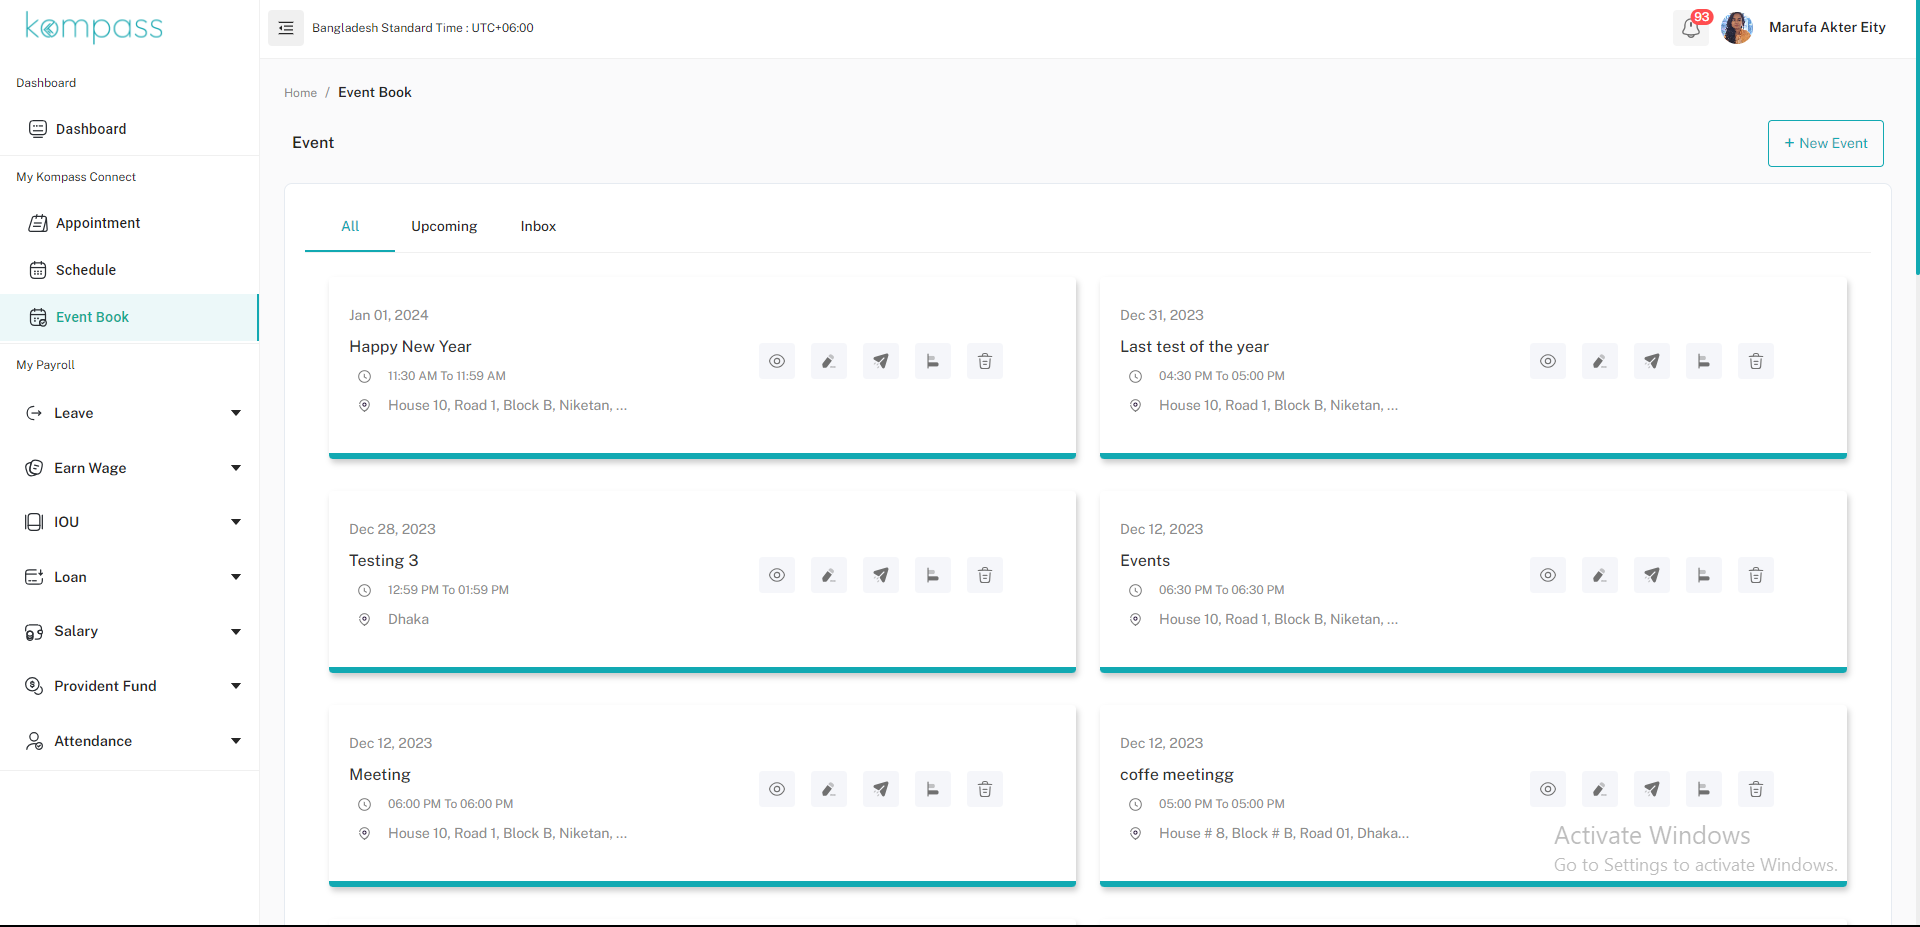 kompass
Bangladesh Standard Time : UTC+06:00
93
Marufa Akter Eity
Dashboard
Dashboard
My Kompass Connect
Appointment
Schedule
Event Book
My Payroll
Leave
Earn Wage
IOU
Loan
Salary
Provident Fund
Attendance
Home / Event Book
Event
+ New Event
All Upcoming Inbox
Jan 01, 2024
Happy New Year
11:30 AM To 11:59 AM
House 10, Road 1, Block B, Niketan, ...
Dec 31, 2023
Last test of the year
04:30 PM To 05:00 PM
House 10, Road 1, Block B, Niketan, ...
Dec 28, 2023
Testing 3
12:59 PM To 01:59 PM
Dhaka
Dec 12, 2023
Events
06:30 PM To 06:30 PM
House 10, Road 1, Block B, Niketan, ...
Dec 12, 2023
Meeting
06:00 PM To 06:00 PM
House 10, Road 1, Block B, Niketan, ...
Dec 12, 2023
coffe meetingg
05:00 PM To 05:00 PM
House # 8, Block # B, Road 01, Dhaka...
Activate Windows
Go to Settings to activate Windows.